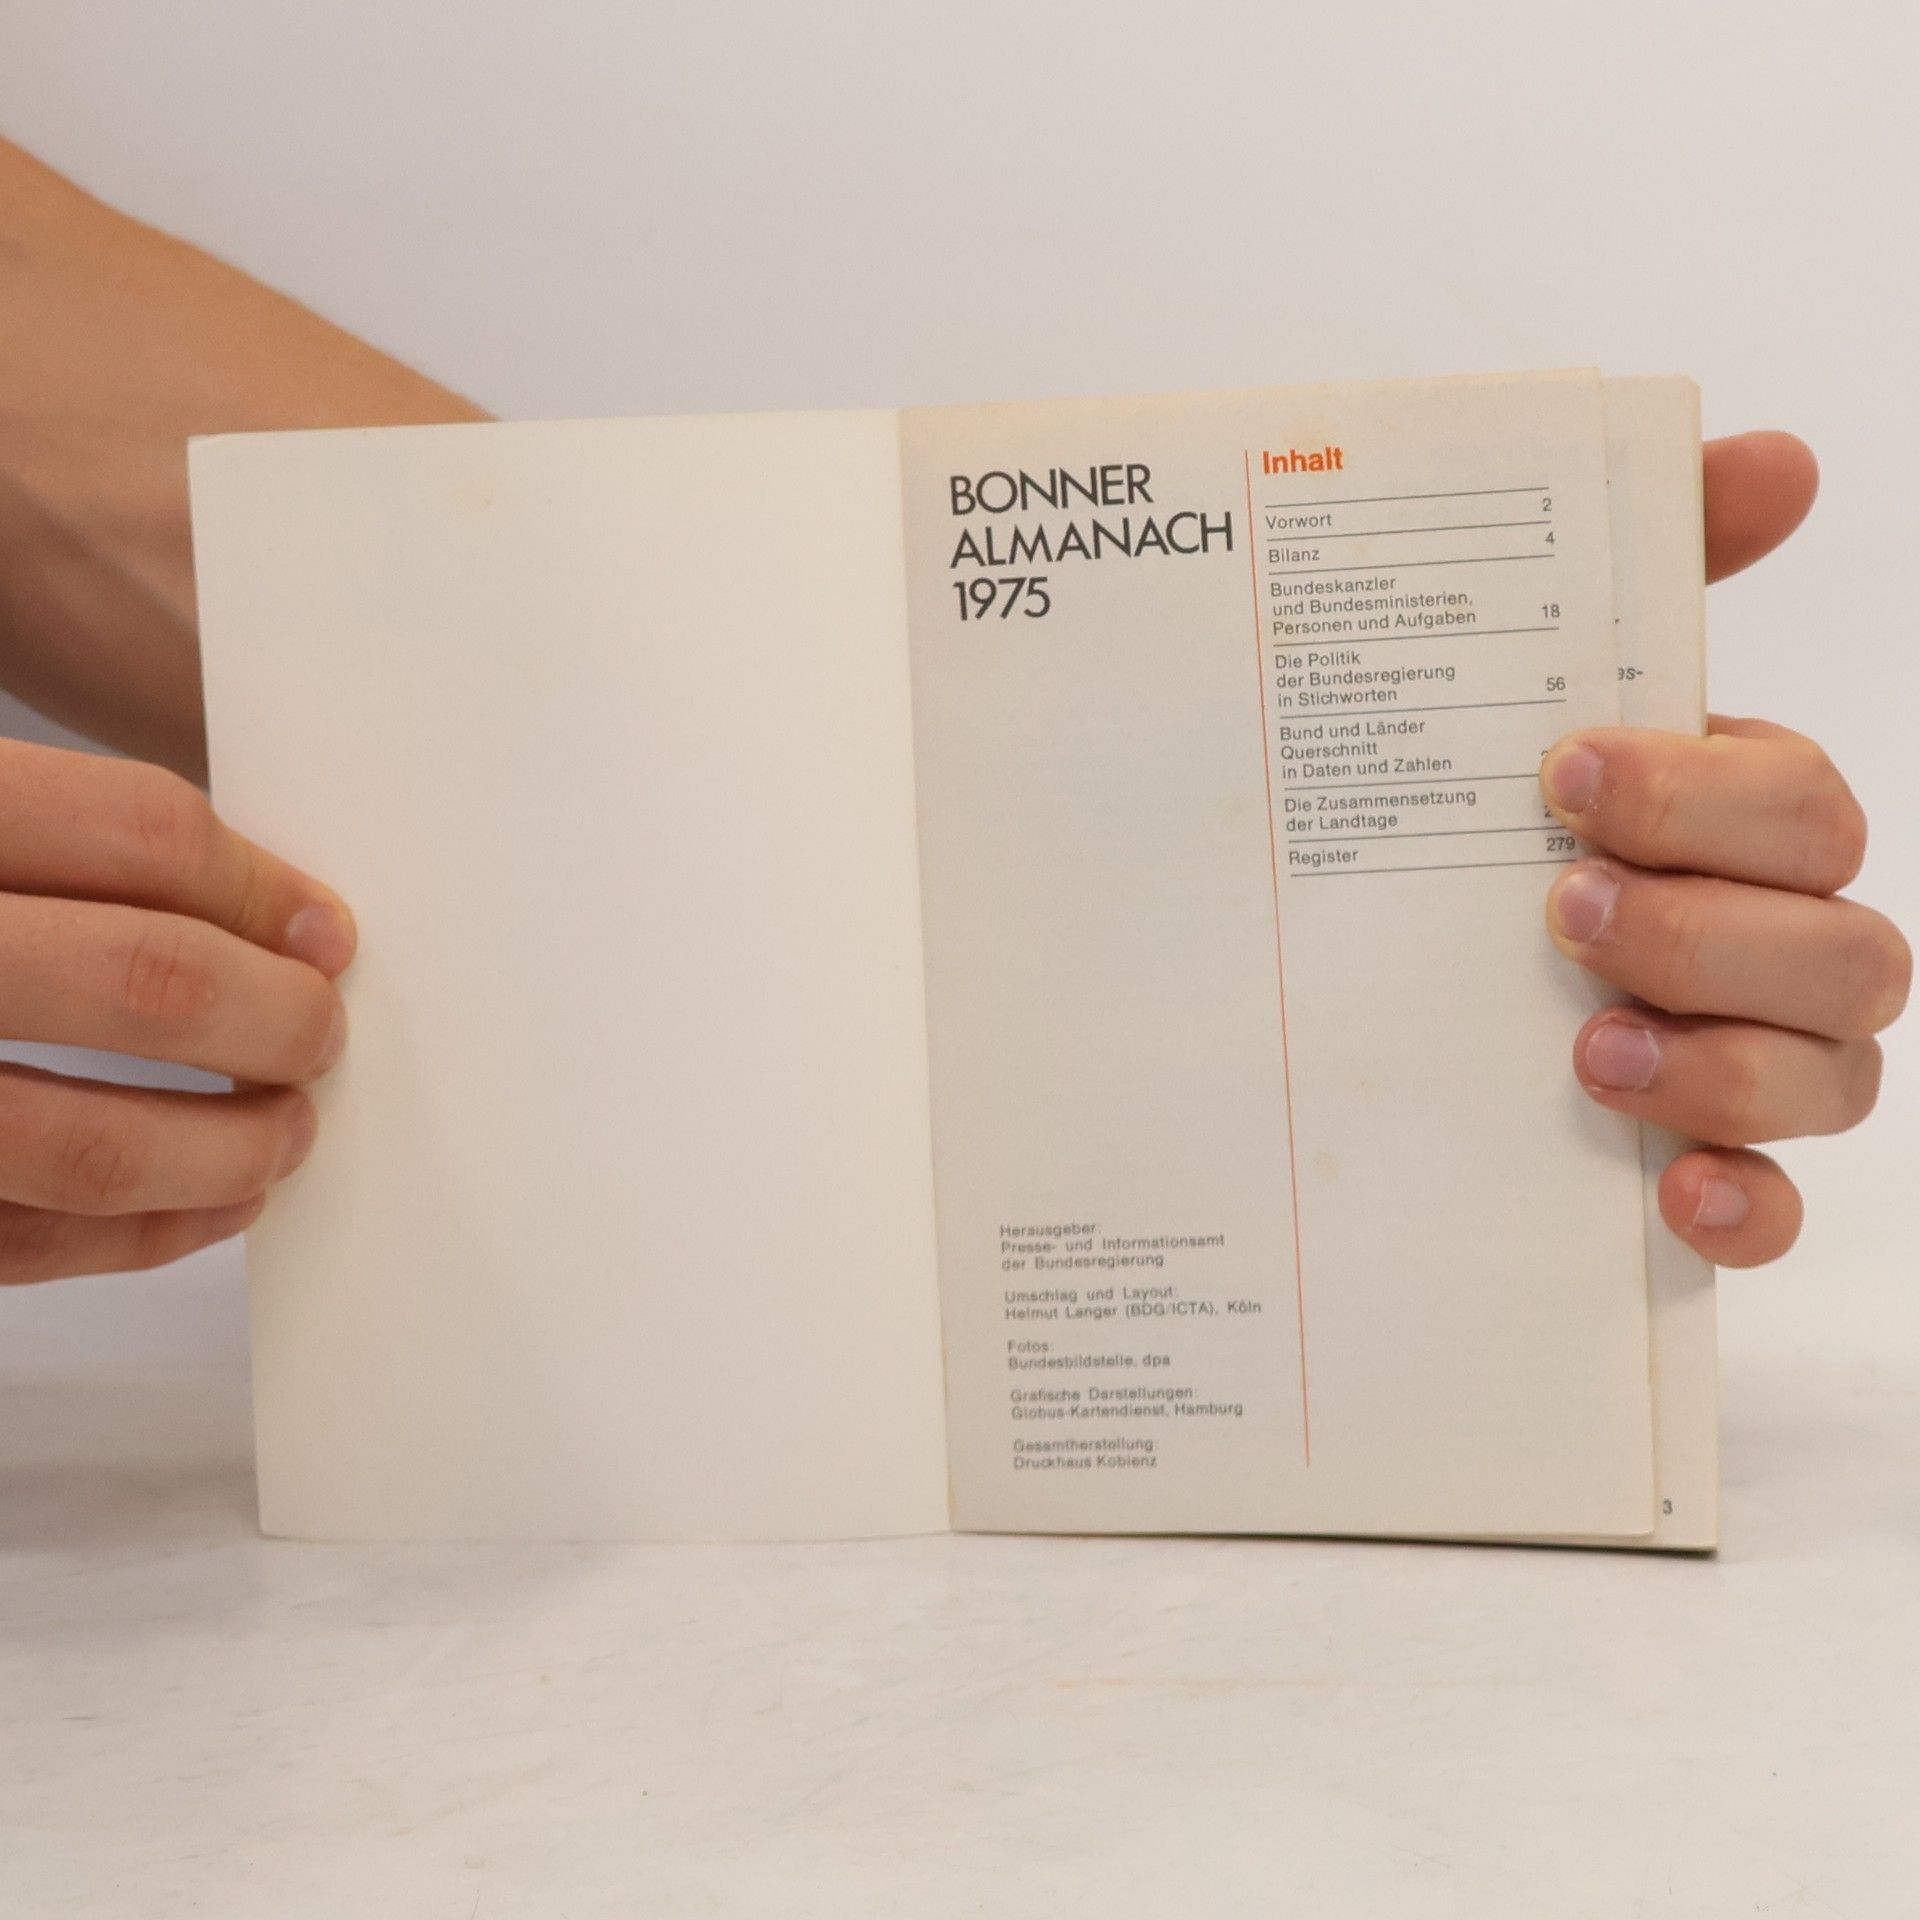 BONNER
ALMANACH
1975
Inhalt
Vorwort 2
Bilanz 4
Bundeskanzler
und Bundesministerien,
Personen und Aufgaben 18
Die Politik
der Bundesregierung
in Stichworten 56
Bund und Länder
Querschnitt
in Daten und Zahlen
Die Zusammensetzung
der Landtage
Register 279
Herausgeber:
Presse- und Informationsamt
der Bundesregierung
Umschlag und Layout:
Helmut Langer (BDG/ICTA), Köln
Fotos:
Bundesbildstelle, dpa
Grafische Darstellungen:
Globus-Kartendienst, Hamburg
Gesamtherstellung:
Druckhaus Koblenz
3